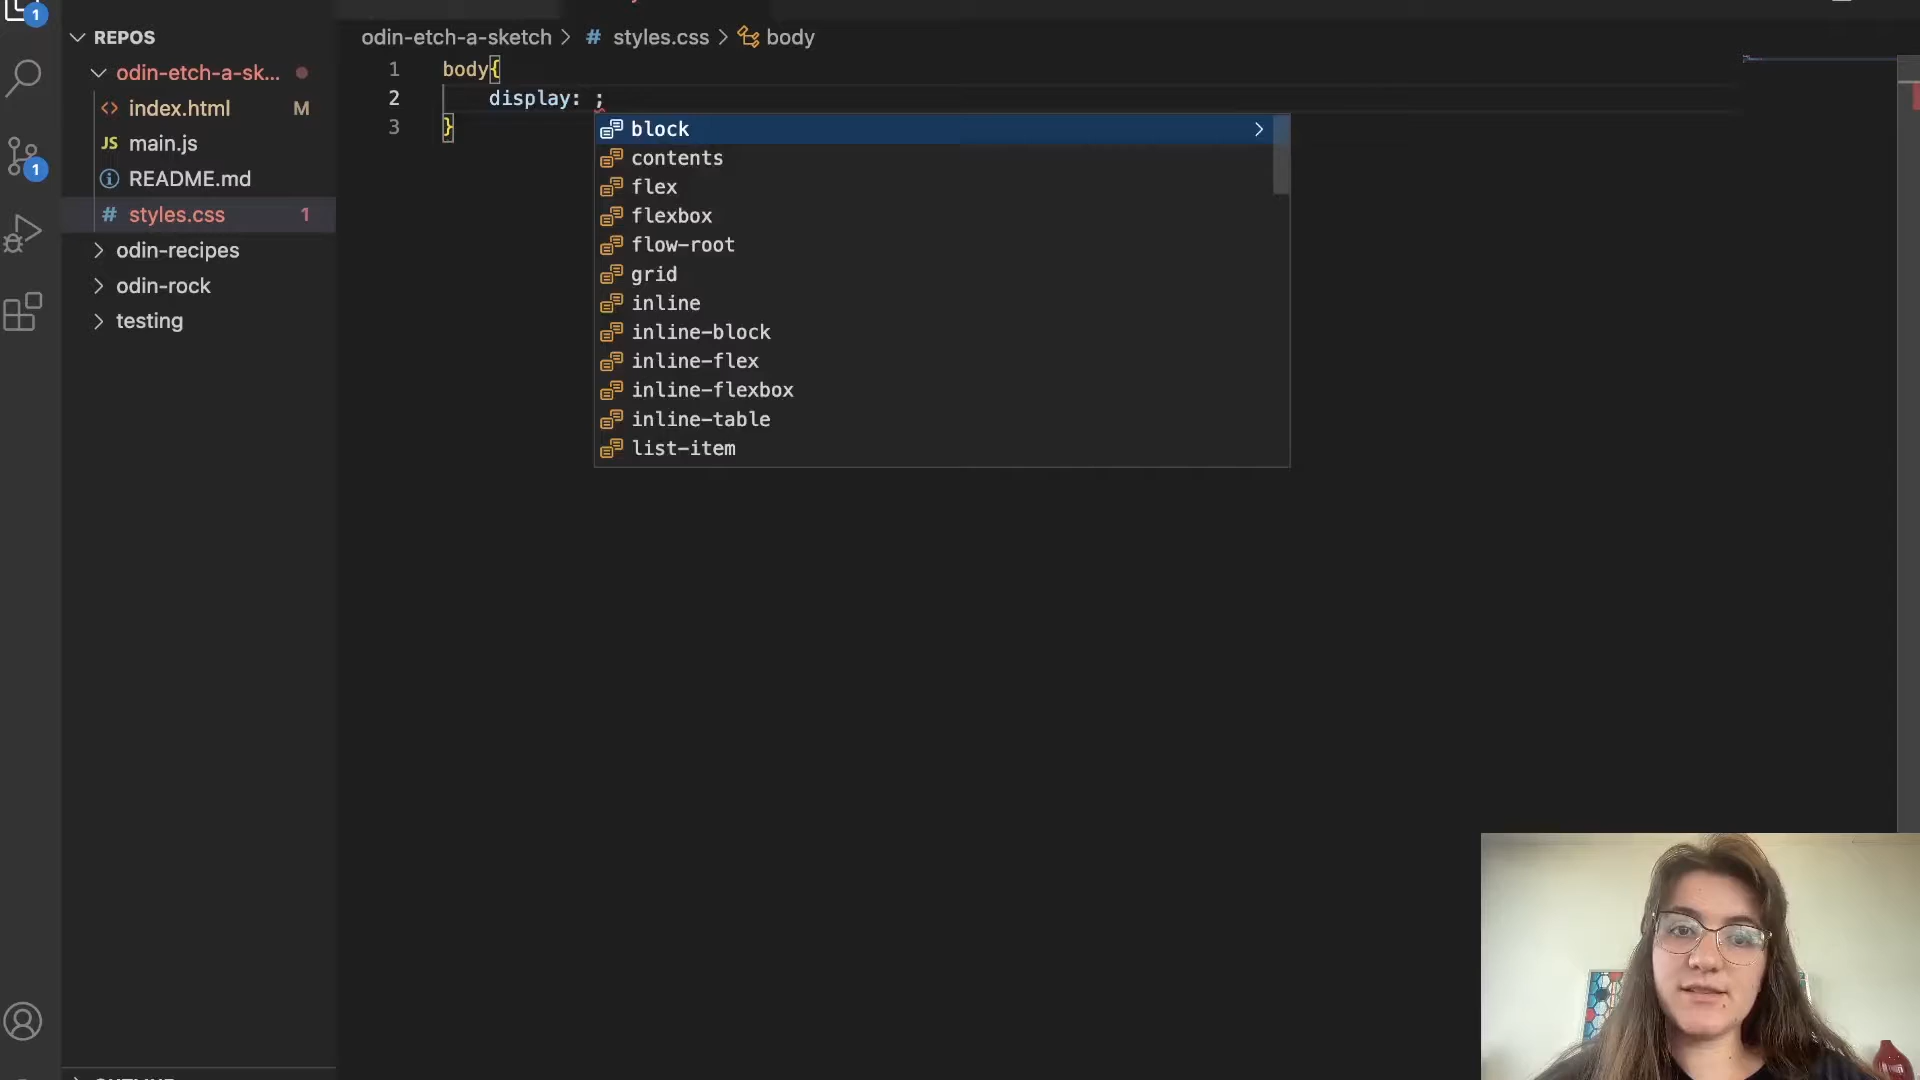 1
REPOS
odin-etch-a-sk...
<> index.html M
JS main.js
README.md
# styles.css 1
odin-recipes
odin-rock
testing
1
odin-etch-a-sketch > # styles.css > body
1 body{
2 display: ;
3 }
block
contents
flex
flexbox
flow-root
grid
inline
inline-block
inline-flex
inline-flexbox
inline-table
list-item